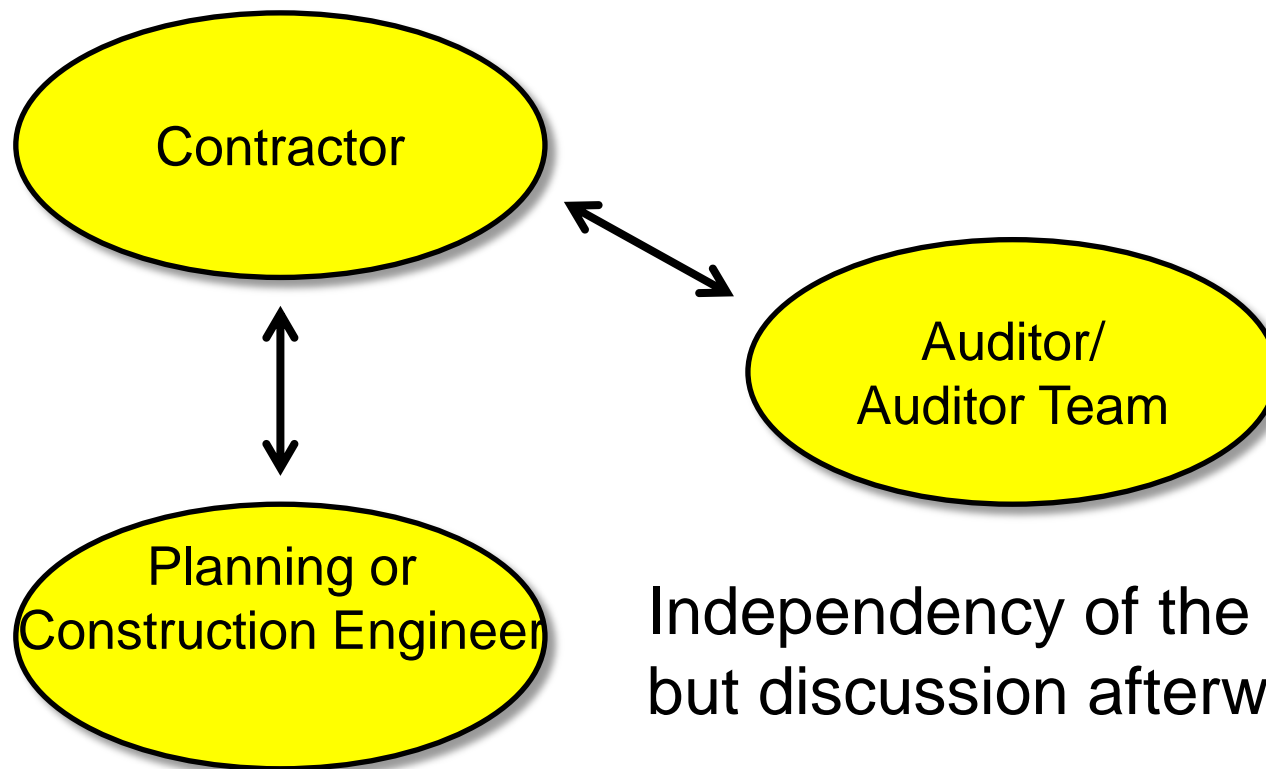 Contractor
Auditor/
Auditor Team
Planning or
Construction Engineer
Independency of the
but discussion